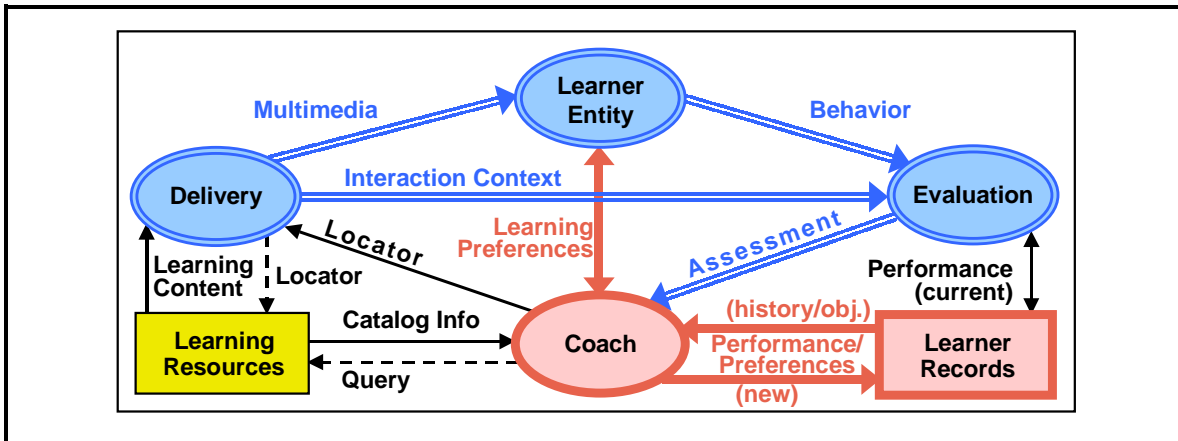 Learner
Entity
Multimedia
Behavior
Delivery
Interaction Context
Evaluation
Learning
Preferences
Locator
Assessment
Learning
Content
Locator
Performance
(current)
Learning
Resources
Catalog Info
Query
Coach
(history/obj.)
Performance/
Preferences
(new)
Learner
Records